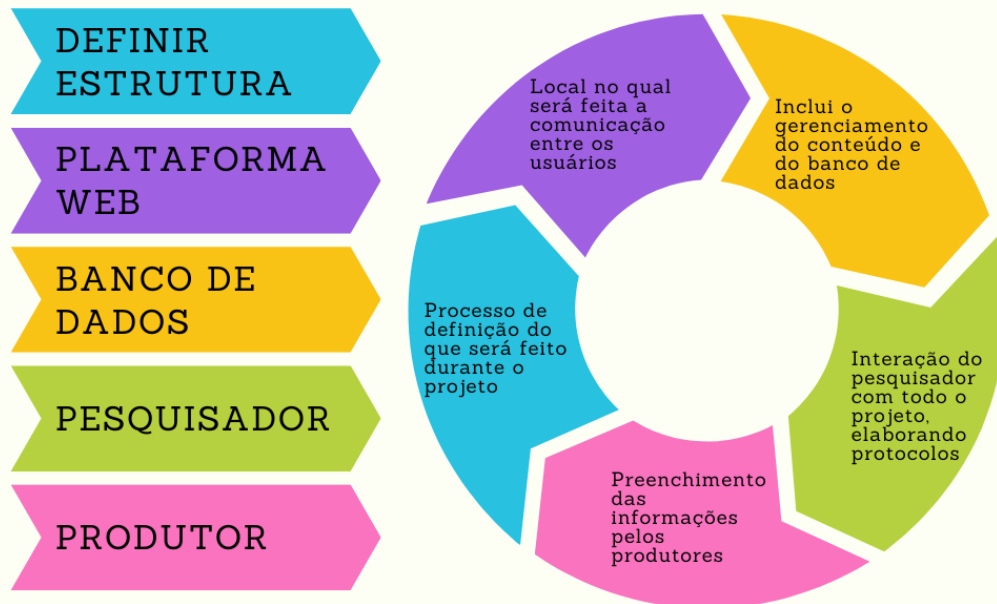 DEFINIR
ESTRUTURA
PLATAFORMA
WEB
BANCO DE
DADOS
PESQUISADOR
PRODUTOR
Local no qual
será feita a
comunicação
entre os
usuários
Inclui o
gerenciamento
do conteúdo e
do banco de
dados
Interação do
pesquisador
com todo o
projeto,
elaborando
protocolos
Preenchimento
das
informações
pelos
produtores
Processo de
definição do
que será feito
durante o
projeto